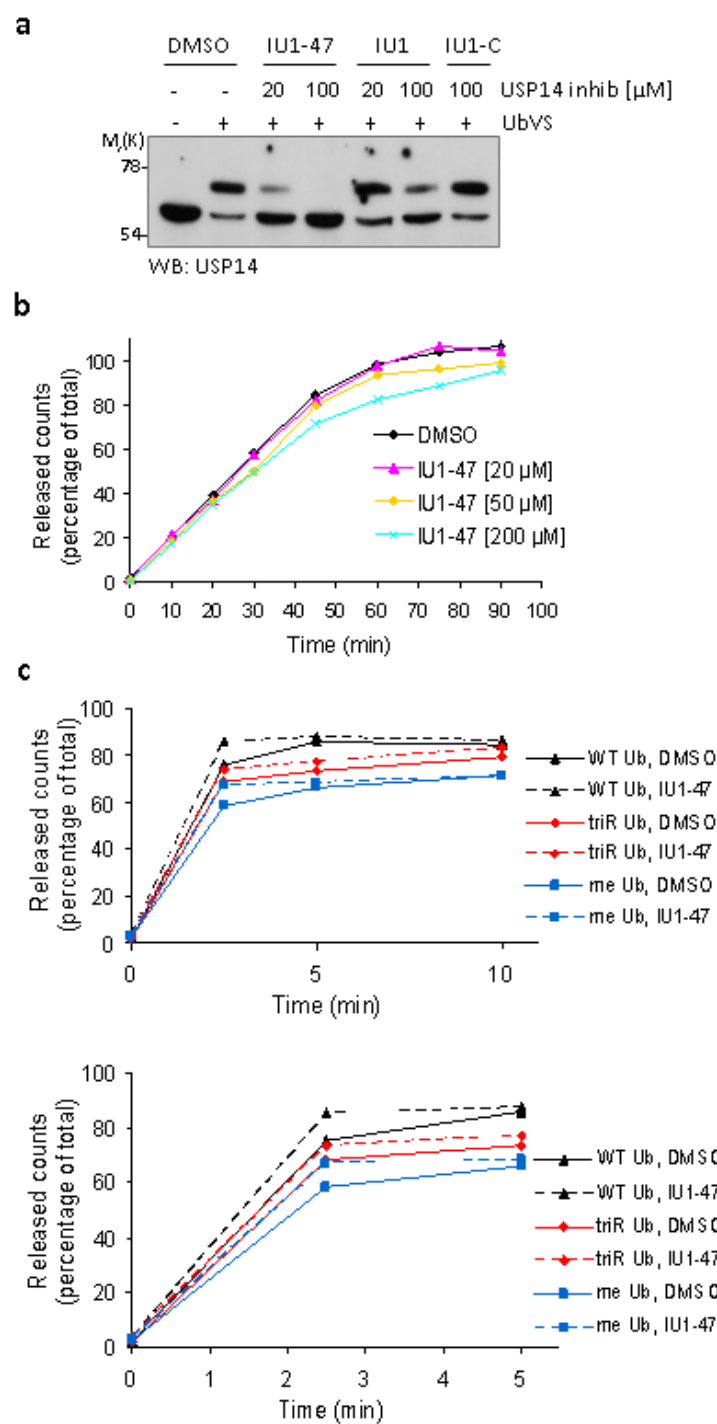 a
DMSO IU1-47 IU1 IU1-C
- - 20 100 20 100 100 USP14 inhib [µM]
- + + + + + + UbVS
Mr(K)
78-
54-
WB: USP14
b
Released counts
(percentage of total)
100
80
60
40
20
0
DMSO
IU1-47 [20 µM]
IU1-47 [50 µM]
IU1-47 [200 µM]
0 10 20 30 40 50 60 70 80 90 100
Time (min)
c
Released counts
(percentage of total)
100
80
60
40
20
0
WT Ub, DMSO
WT Ub, IU1-47
triR Ub, DMSO
triR Ub, IU1-47
me Ub, DMSO
me Ub, IU1-47
0 5 10
Time (min)
Released counts
(percentage of total)
100
80
60
40
20
0
WT Ub, DMSO
WT Ub, IU1-47
triR Ub, DMSO
triR Ub, IU1-47
me Ub, DMSO
me Ub, IU1-47
0 1 2 3 4 5
Time (min)